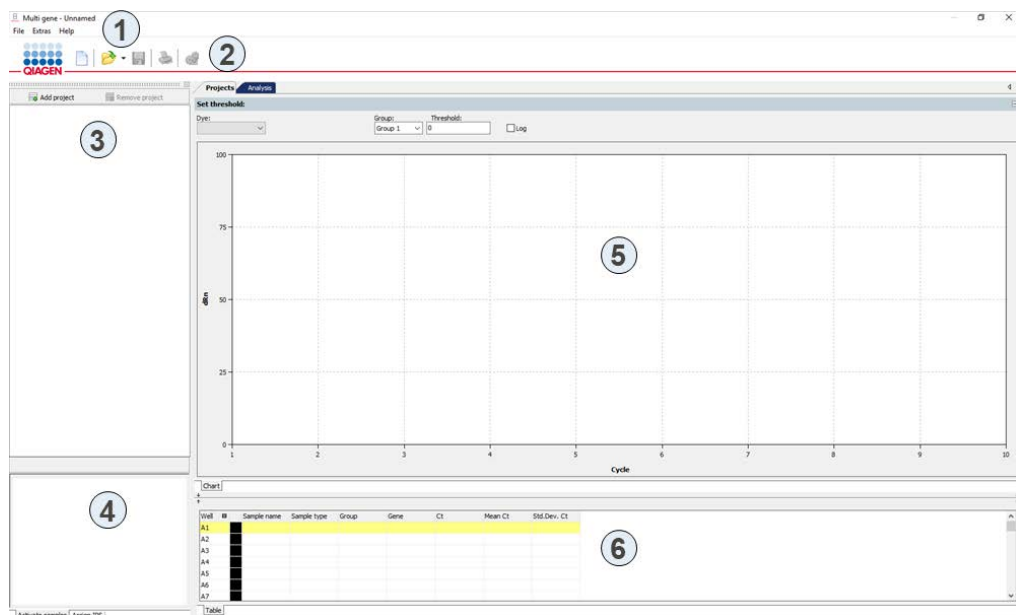 Multi gene - Unnamed
File Extras Help
1
2
QIAGEN
Add project Remove project
3
Projects Analysis
Set threshold:
Dye: Group: Threshold:
Group 1 0 Log
100
75
50
25
0
dRn
5
1 2 3 4 5 6 7 8 9 10
Cycle
Chart
4
Well Sample name Sample type Group Gene Ct Mean Ct Std.Dev. Ct
A1
A2
A3
A4
A5
A6
A7
6
Table